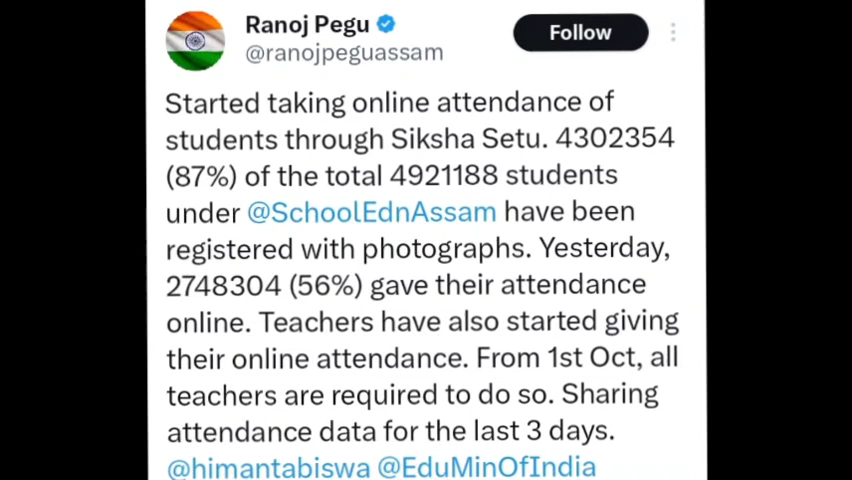 Ranoj Pegu
Follow
@ranojpeguassam
Started taking online attendance of
students through Siksha Setu. 4302354
(87%) of the total 4921188 students
under @SchoolEdnAssam have been
registered with photographs. Yesterday,
2748304 (56%) gave their attendance
online. Teachers have also started giving
their online attendance. From 1st Oct, all
teachers are required to do so. Sharing
attendance data for the last 3 days.
@himantabiswa @EduMinOfIndia